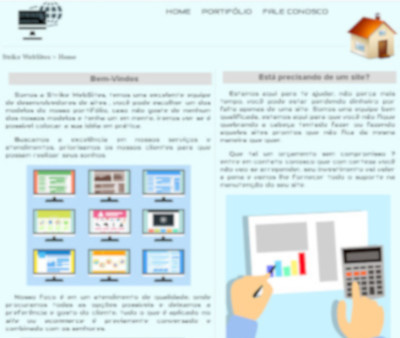 HOME PORTIFÓLIO FALE CONOSCO
Strike WebSites > Home
Bem-Vindos
Somos a Strike WebSites, temos uma excelente equipe
de desenvolvedores de sites , você pode escolher um dos
modelos do nosso portifólio, caso não goste de nenhum
dos nossos modelos e tenha um em mente, iremos ver se é
possível colocar a sua idéia em prática.
Buscamos a excelência em nossos serviços e
atendimentos, priorizamos os nossos clientes para que
possam realizar seus sonhos.
Nosso foco é em um atendimento de qualidade, onde
procuramos todas as opções possíveis e deixamos a
preferência e gosto do cliente, tudo o que é aplicado no
site ou ecommerce é previamente conversado e
combinado com os senhores.
Está precisando de um site?
Estamos aqui para te ajudar, não perca mais
tempo, você pode estar perdendo dinheiro por
falta apenas de um site. Somos uma equipe bem
qualificada, estamos aqui para que você não fique
quebrando a cabeça tentando fazer ou fazendo
aqueles sites prontos que não fica da mesma
maneira que quer.
Que tal um orçamento sem compromisso ?
entre em contato conosco que com certeza você
não vai se arrepender, seu investimento vai valer
a pena e vamos lhe fornecer todo o suporte na
manutenção do seu site.